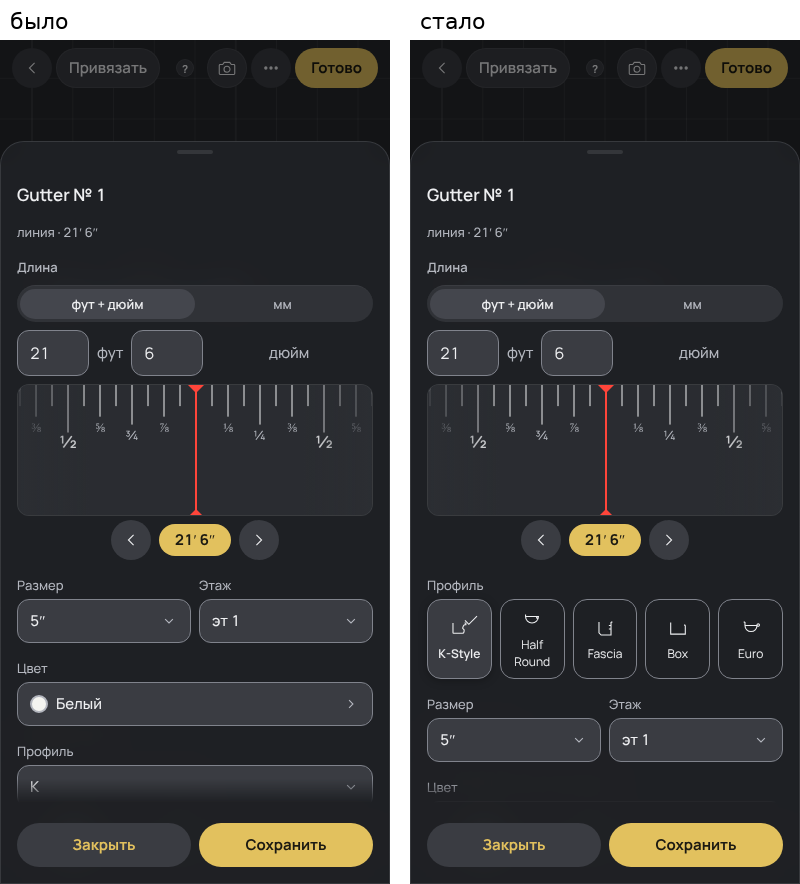 было
Привязать ? ••• Готово
Gutter № 1
линия · 21′ 6″
Длина
фут + дюйм мм
21 фут 6 дюйм
⅜ ½ ⅝ ¾ ⅞ ⅛ ¼ ⅜ ½ ⅝
21′ 6″
Размер Этаж
5″ эт 1
Цвет
Белый
Профиль
K
Закрыть Сохранить
стало
Привязать ? ••• Готово
Gutter № 1
линия · 21′ 6″
Длина
фут + дюйм мм
21 фут 6 дюйм
⅜ ½ ⅝ ¾ ⅞ ⅛ ¼ ⅜ ½ ⅝
21′ 6″
Профиль
K-Style Half Round Fascia Box Euro
Размер Этаж
5″ эт 1
Цвет
Закрыть Сохранить